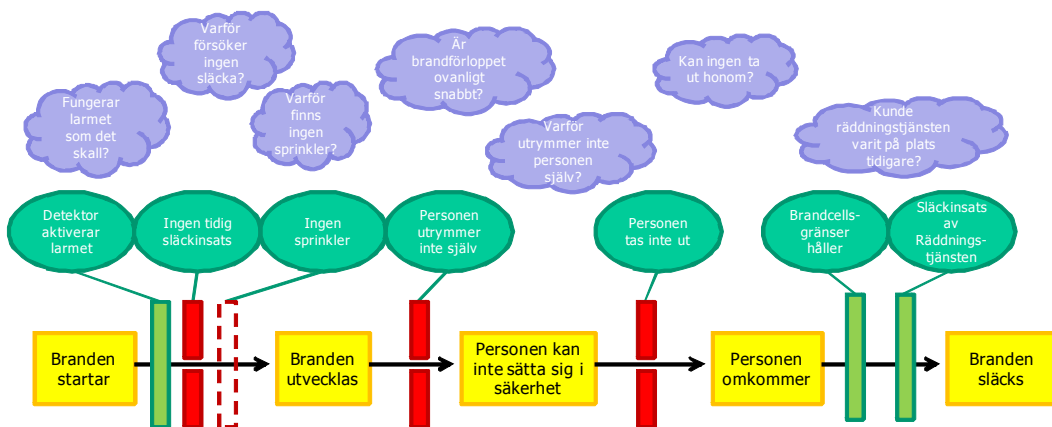 Varför
försöker
ingen
släcka?
Är
brandförloppet
ovanligt
snabbt?
Kan ingen ta
ut honom?
Fungerar
larmet
som det
skall?
Varför
finns
ingen
sprinkler?
Varför
utrymmer inte
personen
själv?
Kunde
räddningstjänsten
varit på plats
tidigare?
Detektor
aktiverar
larmet
Ingen tidig
släckinsats
Ingen
sprinkler
Personen
utrymmer
inte själv
Personen
tas inte ut
Brandcells-
gränser
håller
Släckinsats
av
Räddnings-
tjänsten
Branden
startar
Branden
utvecklas
Personen kan
inte sätta sig i
säkerhet
Personen
omkommer
Branden
släcks